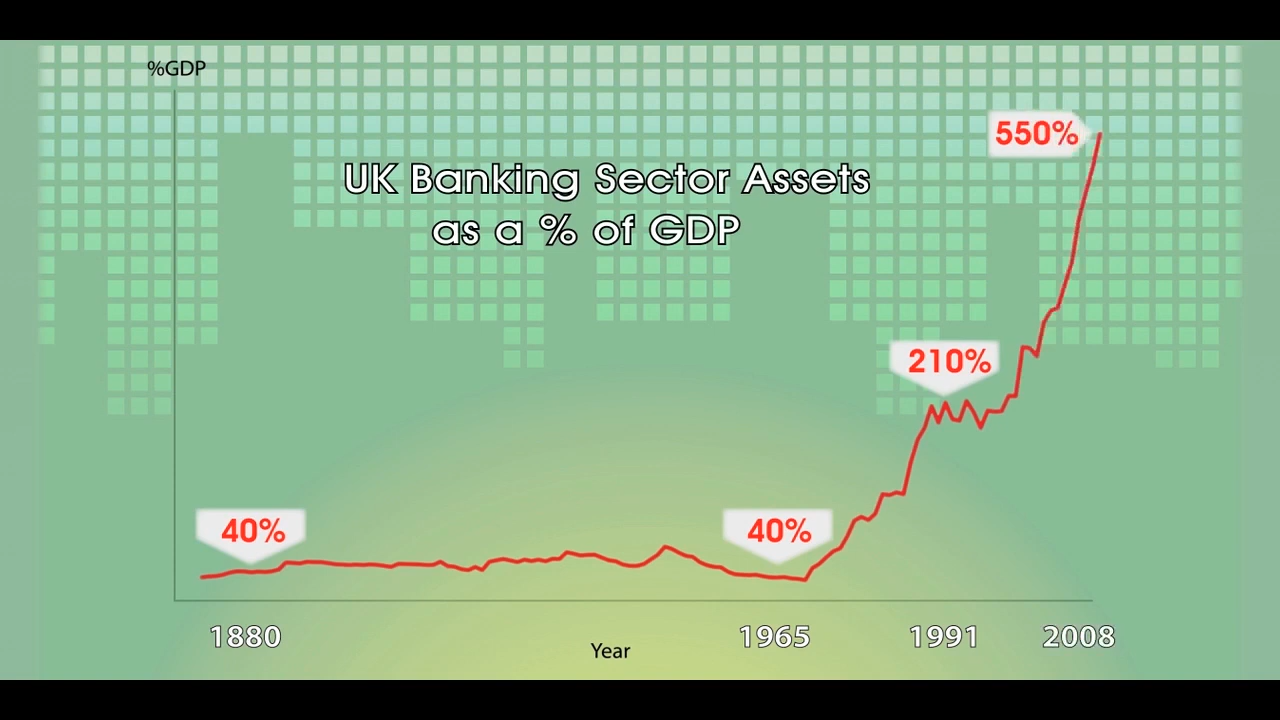 %GDP
550%
UK Banking Sector Assets
as a % of GDP
210%
40%
40%
1880
1965
1991
2008
Year